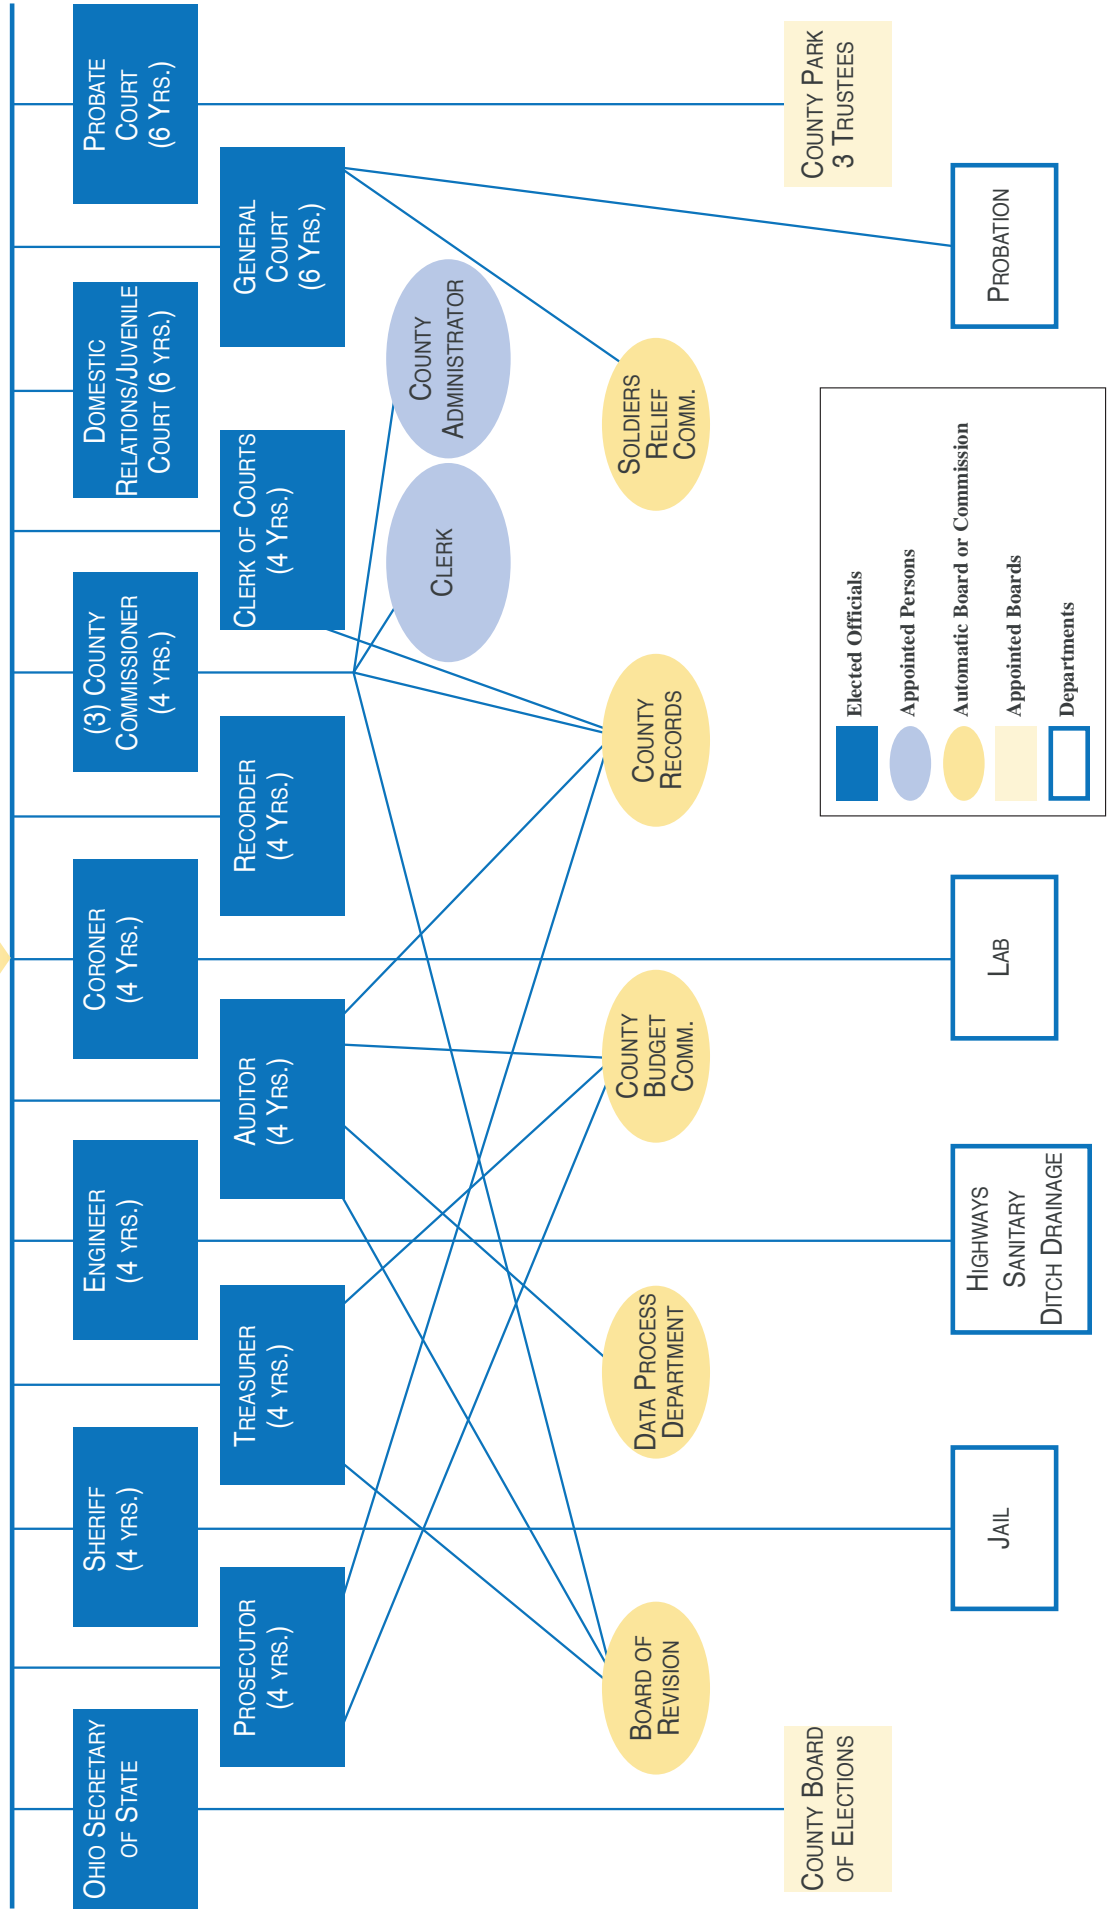 OHIO SECRETARY
OF STATE
SHERIFF
(4 YRS.)
ENGINEER
(4 YRS.)
CORONER
(4 YRS.)
(3) COUNTY
COMMISSIONER
(4 YRS.)
DOMESTIC
RELATIONS/JUVENILE
COURT (6 YRS.)
PROBATE
COURT
(6 YRS.)
PROSECUTOR
(4 YRS.)
TREASURER
(4 YRS.)
AUDITOR
(4 YRS.)
RECORDER
(4 YRS.)
CLERK OF COURTS
(4 YRS.)
GENERAL
COURT
(6 YRS.)
CLERK
COUNTY
ADMINISTRATOR
BOARD OF
REVISION
DATA PROCESS
DEPARTMENT
COUNTY
BUDGET
COMM.
COUNTY
RECORDS
SOLDIERS
RELIEF
COMM.
COUNTY BOARD
OF ELECTIONS
COUNTY PARK
3 TRUSTEES
JAIL
HIGHWAYS
SANITARY
DITCH DRAINAGE
LAB
PROBATION
Elected Officials
Appointed Persons
Automatic Board or Commission
Appointed Boards
Departments